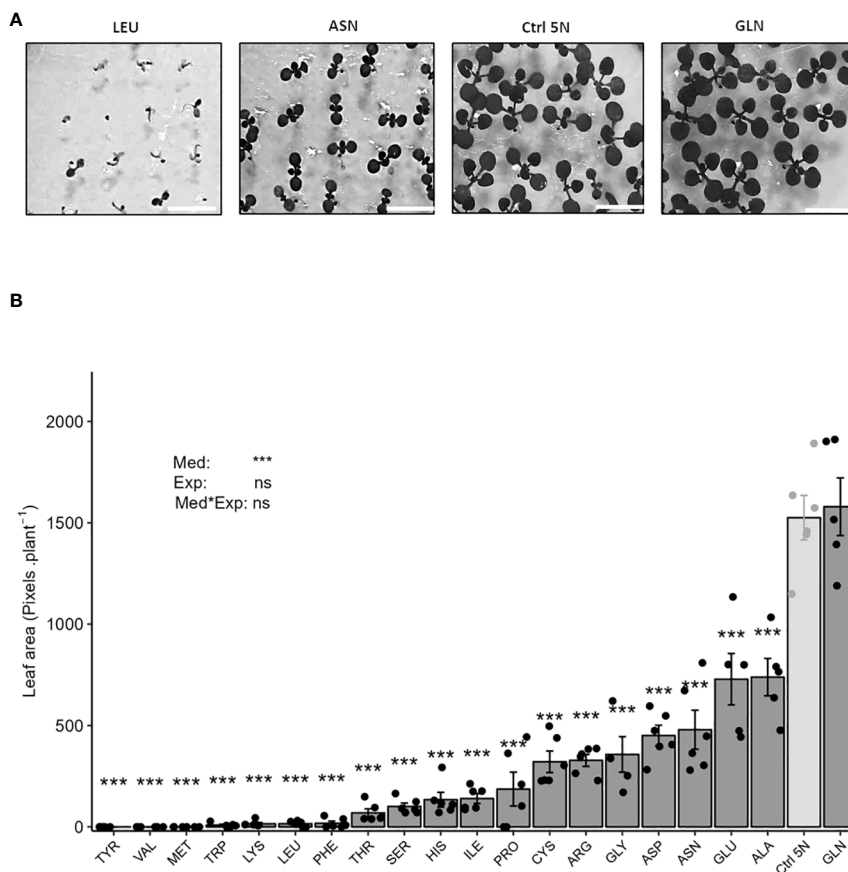 A
LEU ASN Ctrl 5N GLN
B
Leaf area (Pixels .plant⁻¹)
2000
1500
1000
500
0
Med: ***
Exp: ns
Med*Exp: ns
*** *** *** *** *** *** *** *** *** *** *** *** *** *** *** *** *** *** ***
TYR VAL MET TRP LYS LEU PHE THR SER HIS ILE PRO CYS ARG GLY ASP ASN GLU ALA Ctrl 5N GLN